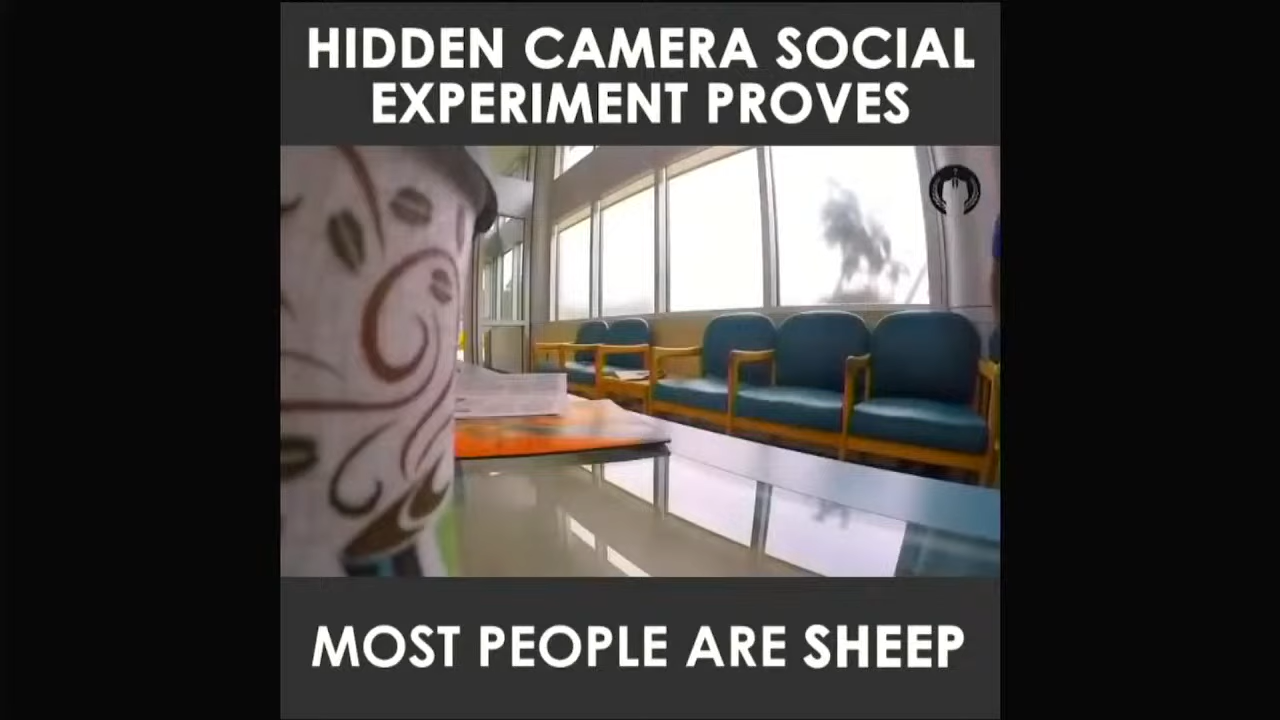 HIDDEN CAMERA SOCIAL
EXPERIMENT PROVES
MOST PEOPLE ARE SHEEP